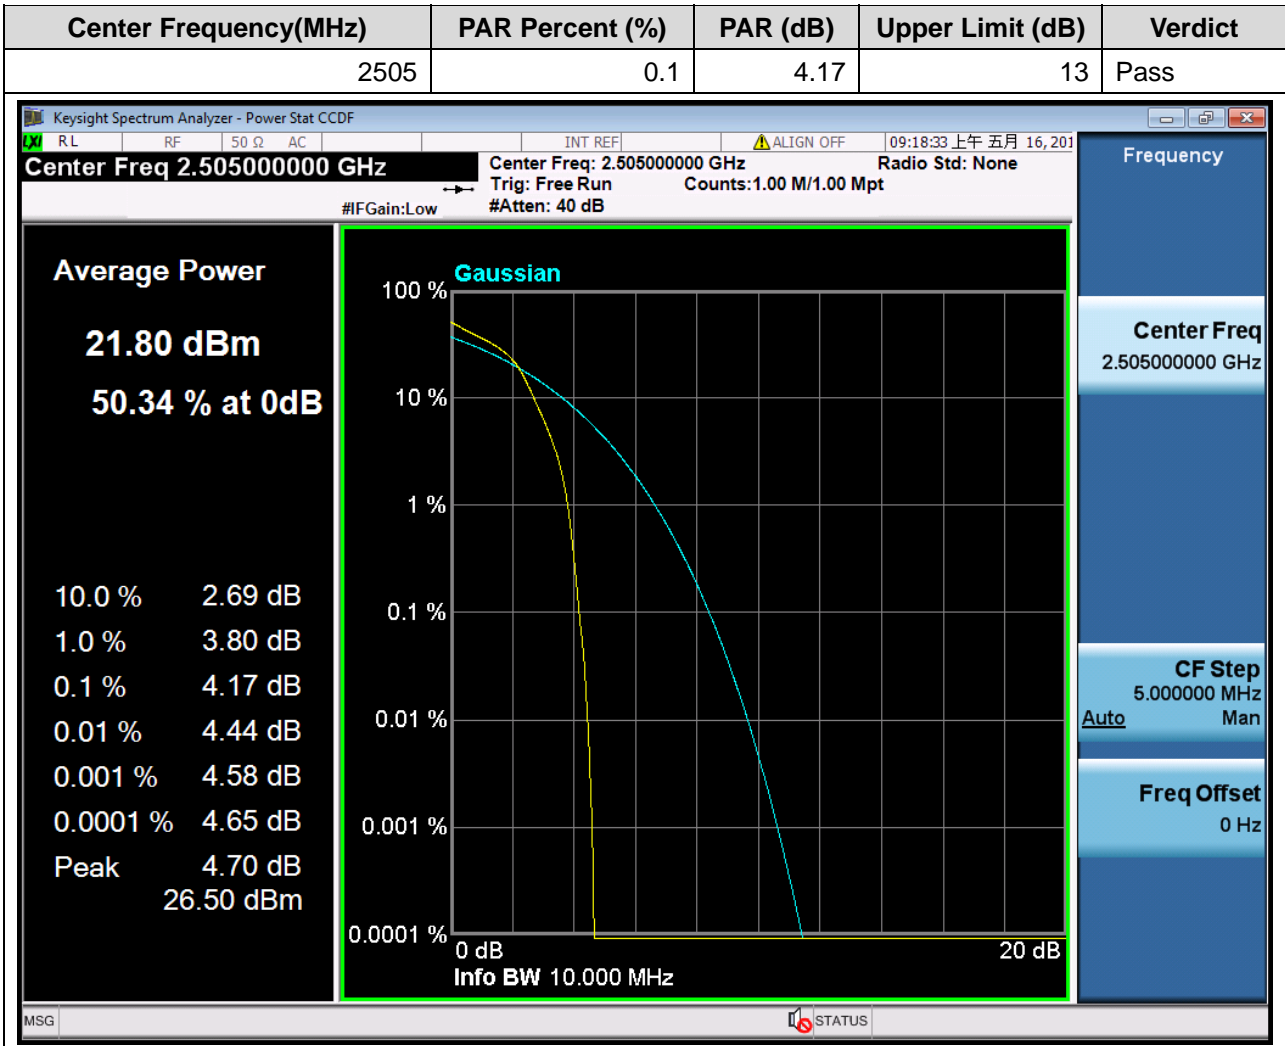 Center Frequency(MHz) PAR Percent (%) PAR (dB) Upper Limit (dB) Verdict
2505 0.1 4.17 13 Pass
Keysight Spectrum Analyzer - Power Stat CCDF
LXI RL RF 50 Ω AC INT REF ALIGN OFF 09:18:33 上午 五月 16, 201
Center Freq 2.505000000 GHz
Center Freq: 2.505000000 GHz Radio Std: None
Trig: Free Run Counts:1.00 M/1.00 Mpt
#IFGain:Low #Atten: 40 dB
Average Power
21.80 dBm
50.34 % at 0dB
10.0 % 2.69 dB
1.0 % 3.80 dB
0.1 % 4.17 dB
0.01 % 4.44 dB
0.001 % 4.58 dB
0.0001 % 4.65 dB
Peak 4.70 dB
26.50 dBm
Gaussian
100 %
10 %
1 %
0.1 %
0.01 %
0.001 %
0.0001 %
0 dB 20 dB
Info BW 10.000 MHz
Frequency
Center Freq
2.505000000 GHz
CF Step
5.000000 MHz
Auto Man
Freq Offset
0 Hz
MSG STATUS